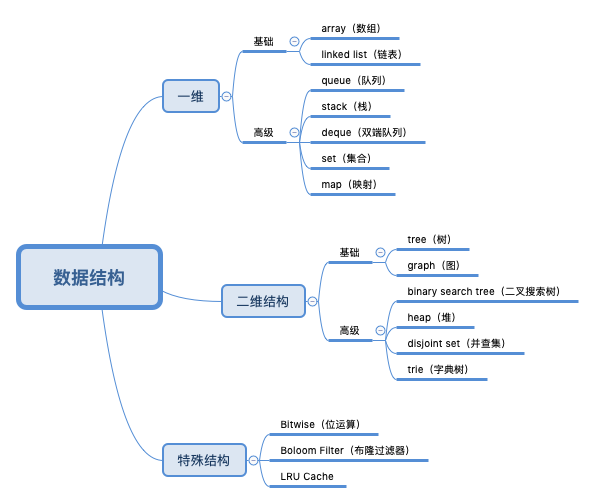 数据结构
一维
基础
array（数组）
linked list（链表）
高级
queue（队列）
stack（栈）
deque（双端队列）
set（集合）
map（映射）
二维结构
基础
tree（树）
graph（图）
高级
binary search tree（二叉搜索树）
heap（堆）
disjoint set（并查集）
trie（字典树）
特殊结构
Bitwise（位运算）
Boloom Filter（布隆过滤器）
LRU Cache